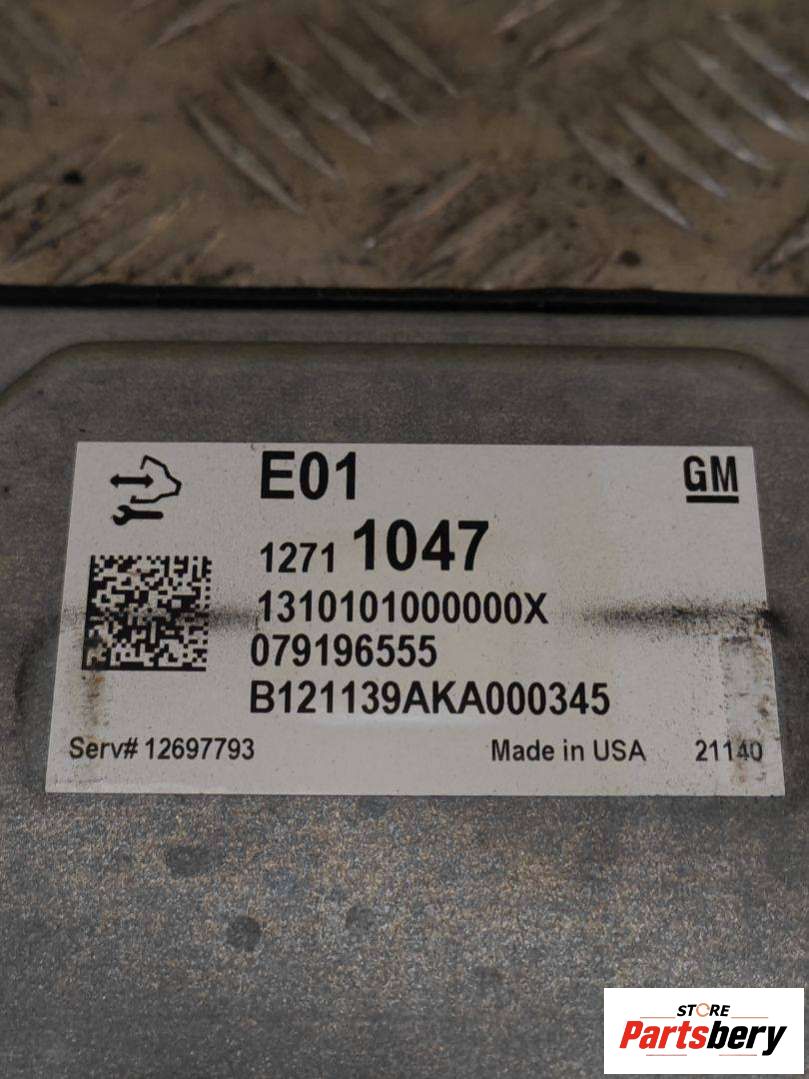 E01 GM
1271 1047
1310101000000X
079196555
B121139AKA000345
Serv# 12697793 Made in USA 21140
STORE
Partsbery